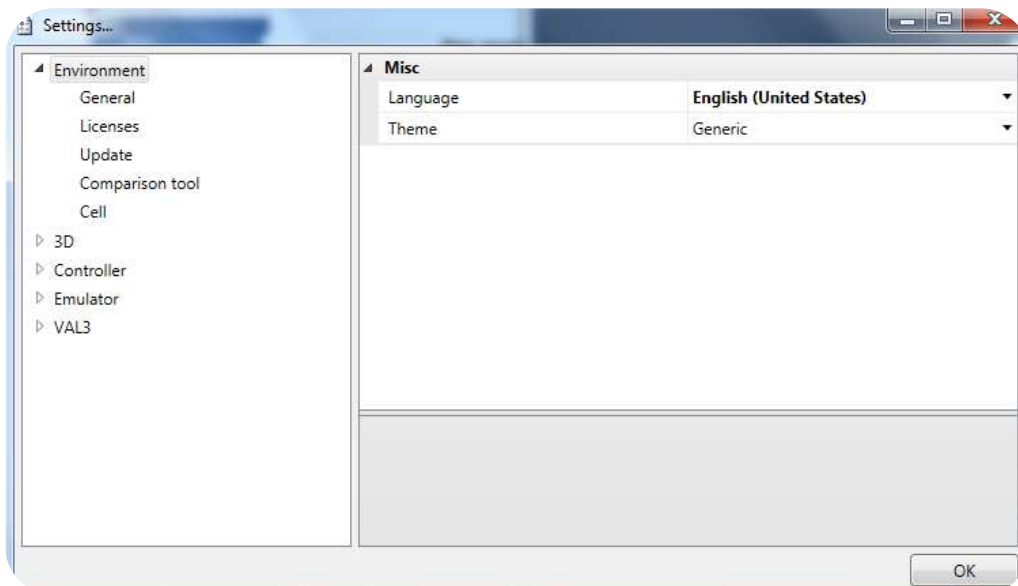 Settings...
Environment
General
Licenses
Update
Comparison tool
Cell
3D
Controller
Emulator
VAL3
Misc
Language English (United States)
Theme Generic
OK